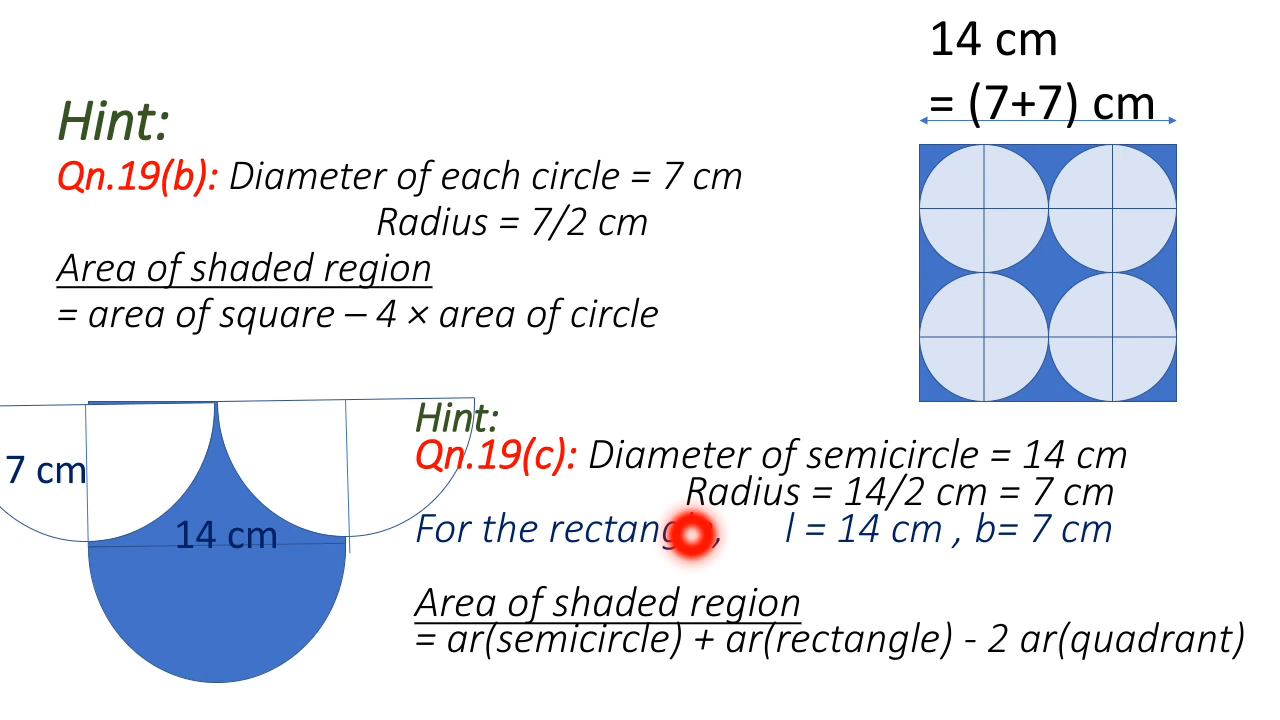 14 cm
= (7+7) cm
Hint:
Qn.19(b): Diameter of each circle = 7 cm
Radius = 7/2 cm
Area of shaded region
= area of square – 4 × area of circle
7 cm
14 cm
Hint:
Qn.19(c): Diameter of semicircle = 14 cm
Radius = 14/2 cm = 7 cm
For the rectangle, l = 14 cm , b= 7 cm
Area of shaded region
= ar(semicircle) + ar(rectangle) - 2 ar(quadrant)